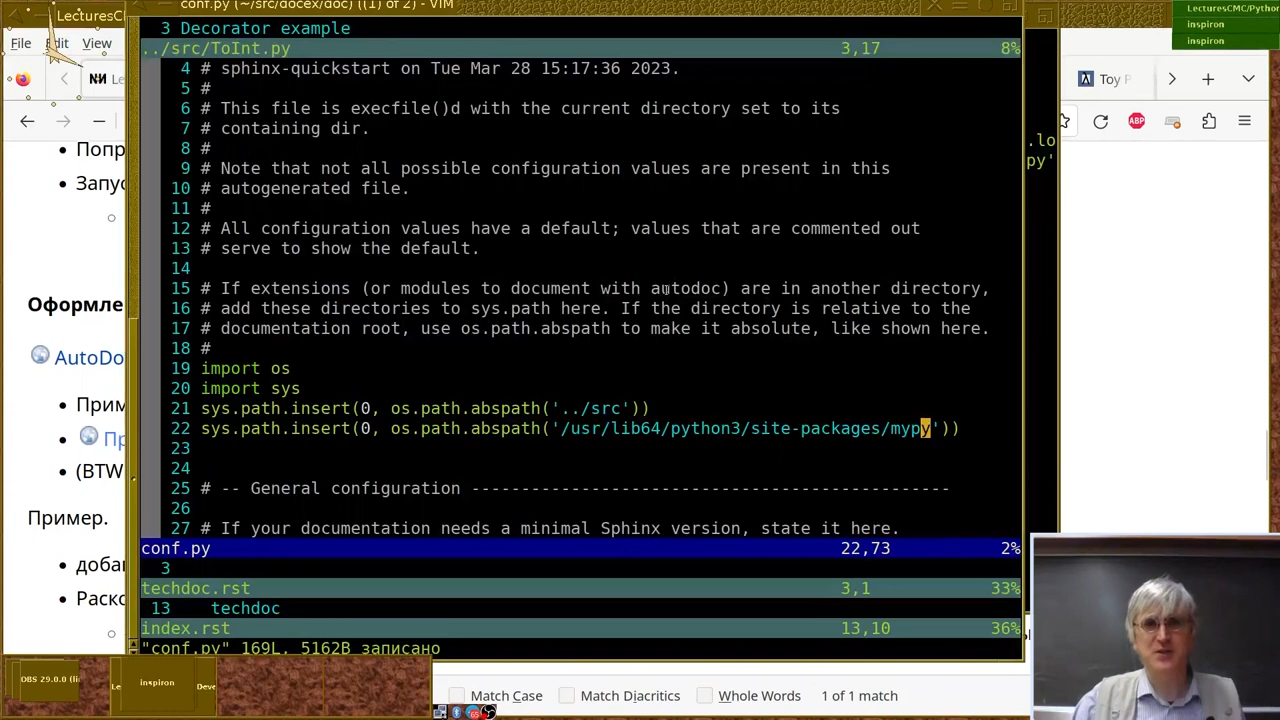 conf.py (~/src/docex/doc) ((1) of 2) - VIM
LecturesCM
LecturesCMC/Python
inspiron
inspiron
File Edit View
3 Decorator example
../src/ToInt.py 3,17 8%
Le
Toy
4 # sphinx-quickstart on Tue Mar 28 15:17:36 2023.
5 #
6 # This file is execfile()d with the current directory set to its
7 # containing dir.
8 #
9 # Note that not all possible configuration values are present in this
10 # autogenerated file.
11 #
12 # All configuration values have a default; values that are commented out
13 # serve to show the default.
14
15 # If extensions (or modules to document with autodoc) are in another directory,
16 # add these directories to sys.path here. If the directory is relative to the
17 # documentation root, use os.path.abspath to make it absolute, like shown here.
18 #
19 import os
20 import sys
21 sys.path.insert(0, os.path.abspath('../src'))
22 sys.path.insert(0, os.path.abspath('/usr/lib64/python3/site-packages/mypy'))
23
24
25 # -- General configuration ---------------------------------------------------
26
27 # If your documentation needs a minimal Sphinx version, state it here.
conf.py 22,73 2%
3
techdoc.rst 3,1 33%
13 techdoc
index.rst 13,10 36%
"conf.py" 169L, 5162B записано
ABP
.lo
py'
Попр
Запус
Оформле
AutoDo
Прим
Пр
(BTW
Пример.
доба
Раско
OBS 29.0.0 (li
Le
inspiron
Deve
Match Case Match Diacritics Whole Words 1 of 1 match